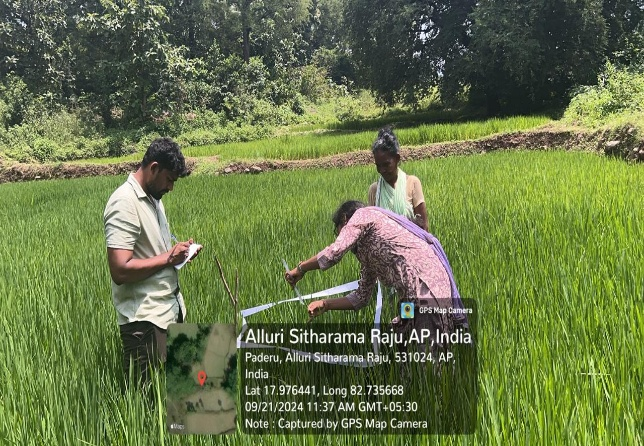 GPS Map Camera
Alluri Sitharama Raju,AP,India
Paderu, Alluri Sitharama Raju, 531024, AP,
India
Lat 17.976441, Long 82.735668
09/21/2024 11:37 AM GMT+05:30
Note : Captured by GPS Map Camera